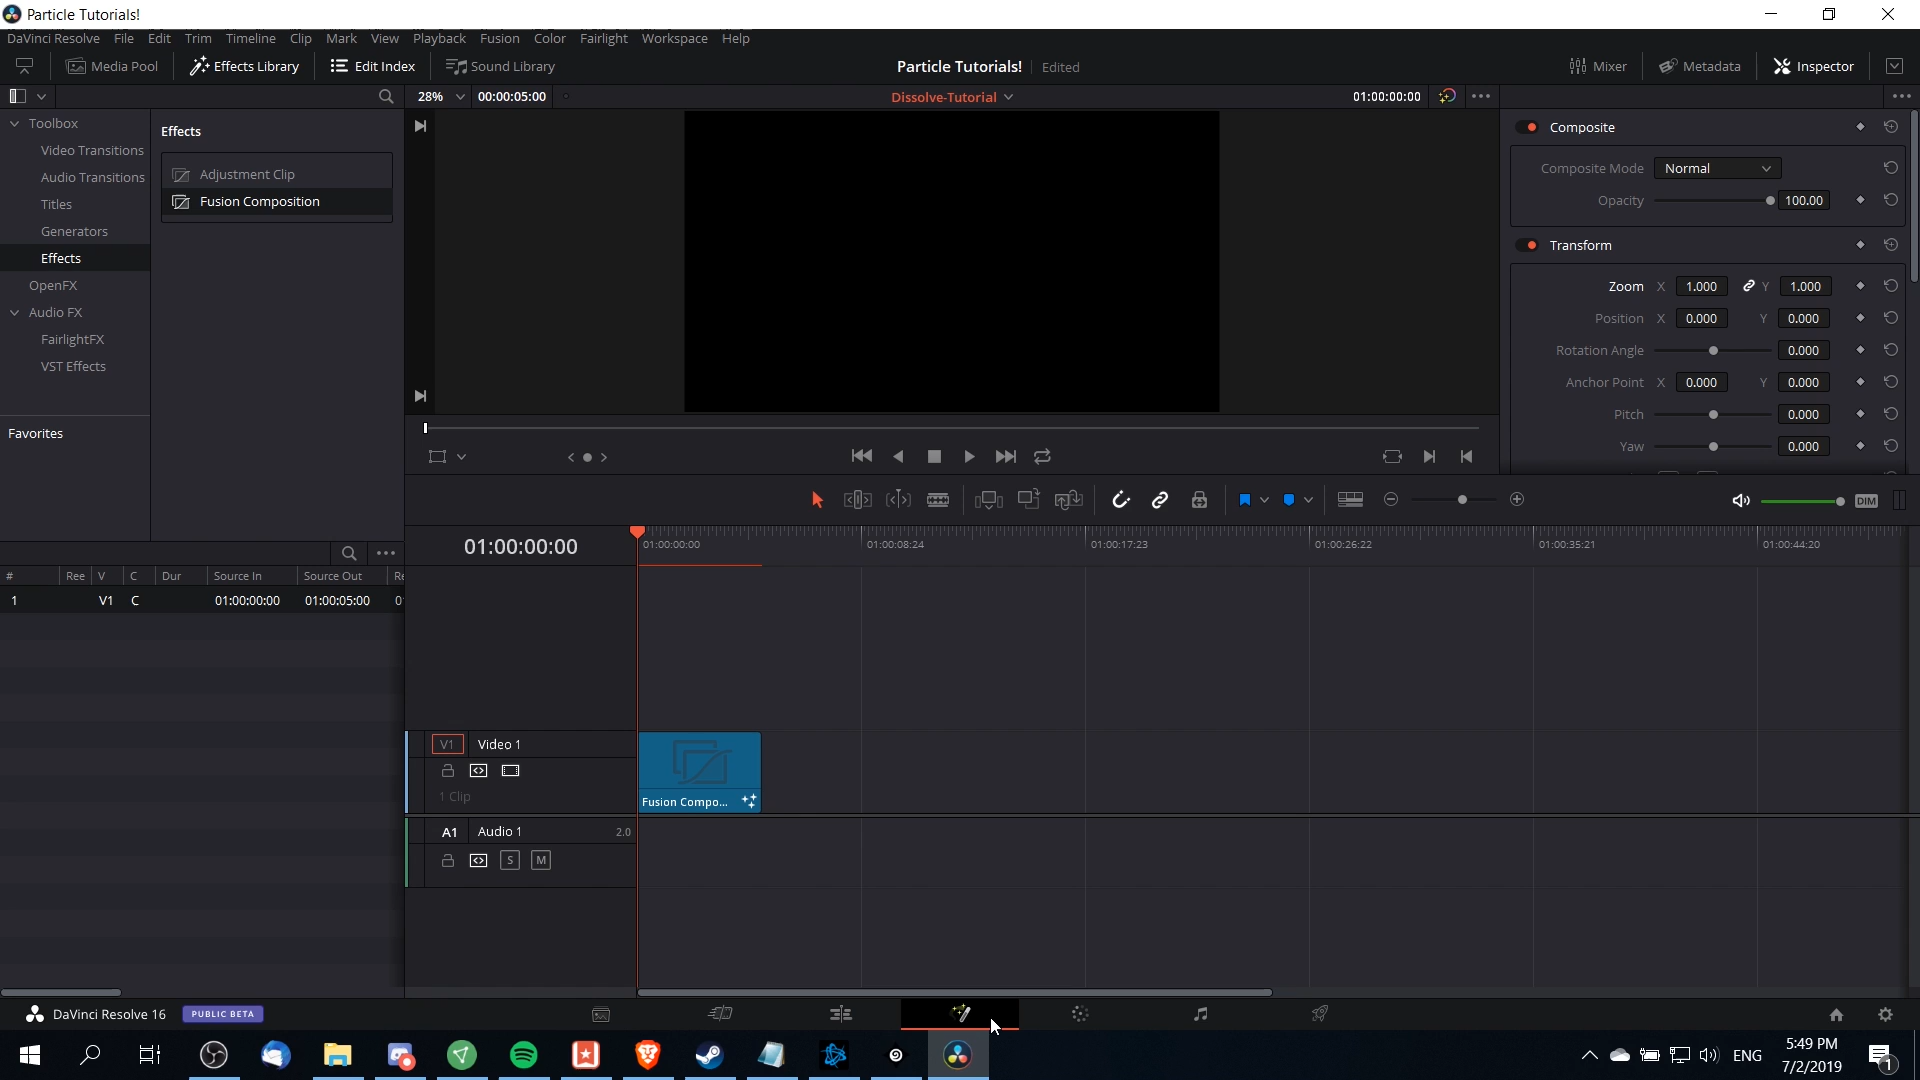 Particle Tutorials!
DaVinci Resolve File Edit Trim Timeline Clip Mark View Playback Fusion Color Fairlight Workspace Help
Media Pool Effects Library Edit Index Sound Library Particle Tutorials! Edited Mixer Metadata Inspector
28% 00:00:05:00 Dissolve-Tutorial 01:00:00:00
Toolbox
Video Transitions
Audio Transitions
Titles
Generators
Effects
OpenFX
Audio FX
FairlightFX
VST Effects
Favorites
Effects
Adjustment Clip
Fusion Composition
Composite
Composite Mode Normal
Opacity 100.00
Transform
Zoom X 1.000 Y 1.000
Position X 0.000 Y 0.000
Rotation Angle 0.000
Anchor Point X 0.000 Y 0.000
Pitch 0.000
Yaw 0.000
DIM
# Ree V C Dur Source In Source Out Re
1 V1 C 01:00:00:00 01:00:05:00 0
01:00:00:00
01:00:00:00 01:00:08:24 01:00:17:23 01:00:26:22 01:00:35:21 01:00:44:20
V1 Video 1
1 Clip
Fusion Compo...
A1 Audio 1 2.0
S M
DaVinci Resolve 16 PUBLIC BETA
ENG
5:49 PM
7/2/2019
1